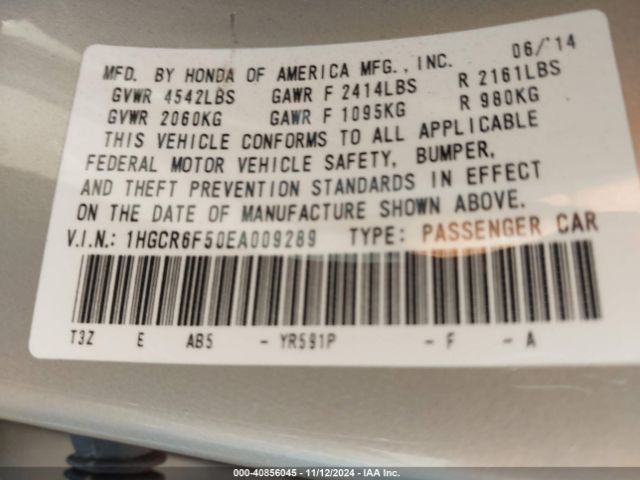 06/'14
MFD. BY HONDA OF AMERICA MFG., INC.
GVWR 4542LBS GAWR F 2414LBS R 2161LBS
GVWR 2060KG GAWR F 1095KG R 980KG
THIS VEHICLE CONFORMS TO ALL APPLICABLE
FEDERAL MOTOR VEHICLE SAFETY, BUMPER,
AND THEFT PREVENTION STANDARDS IN EFFECT
ON THE DATE OF MANUFACTURE SHOWN ABOVE.
V.I.N.: 1HGCR6F50EA009289 TYPE: PASSENGER CAR
T3Z E AB5 - YR591P - F - A
000-40856045 - 11/12/2024 - IAA Inc.